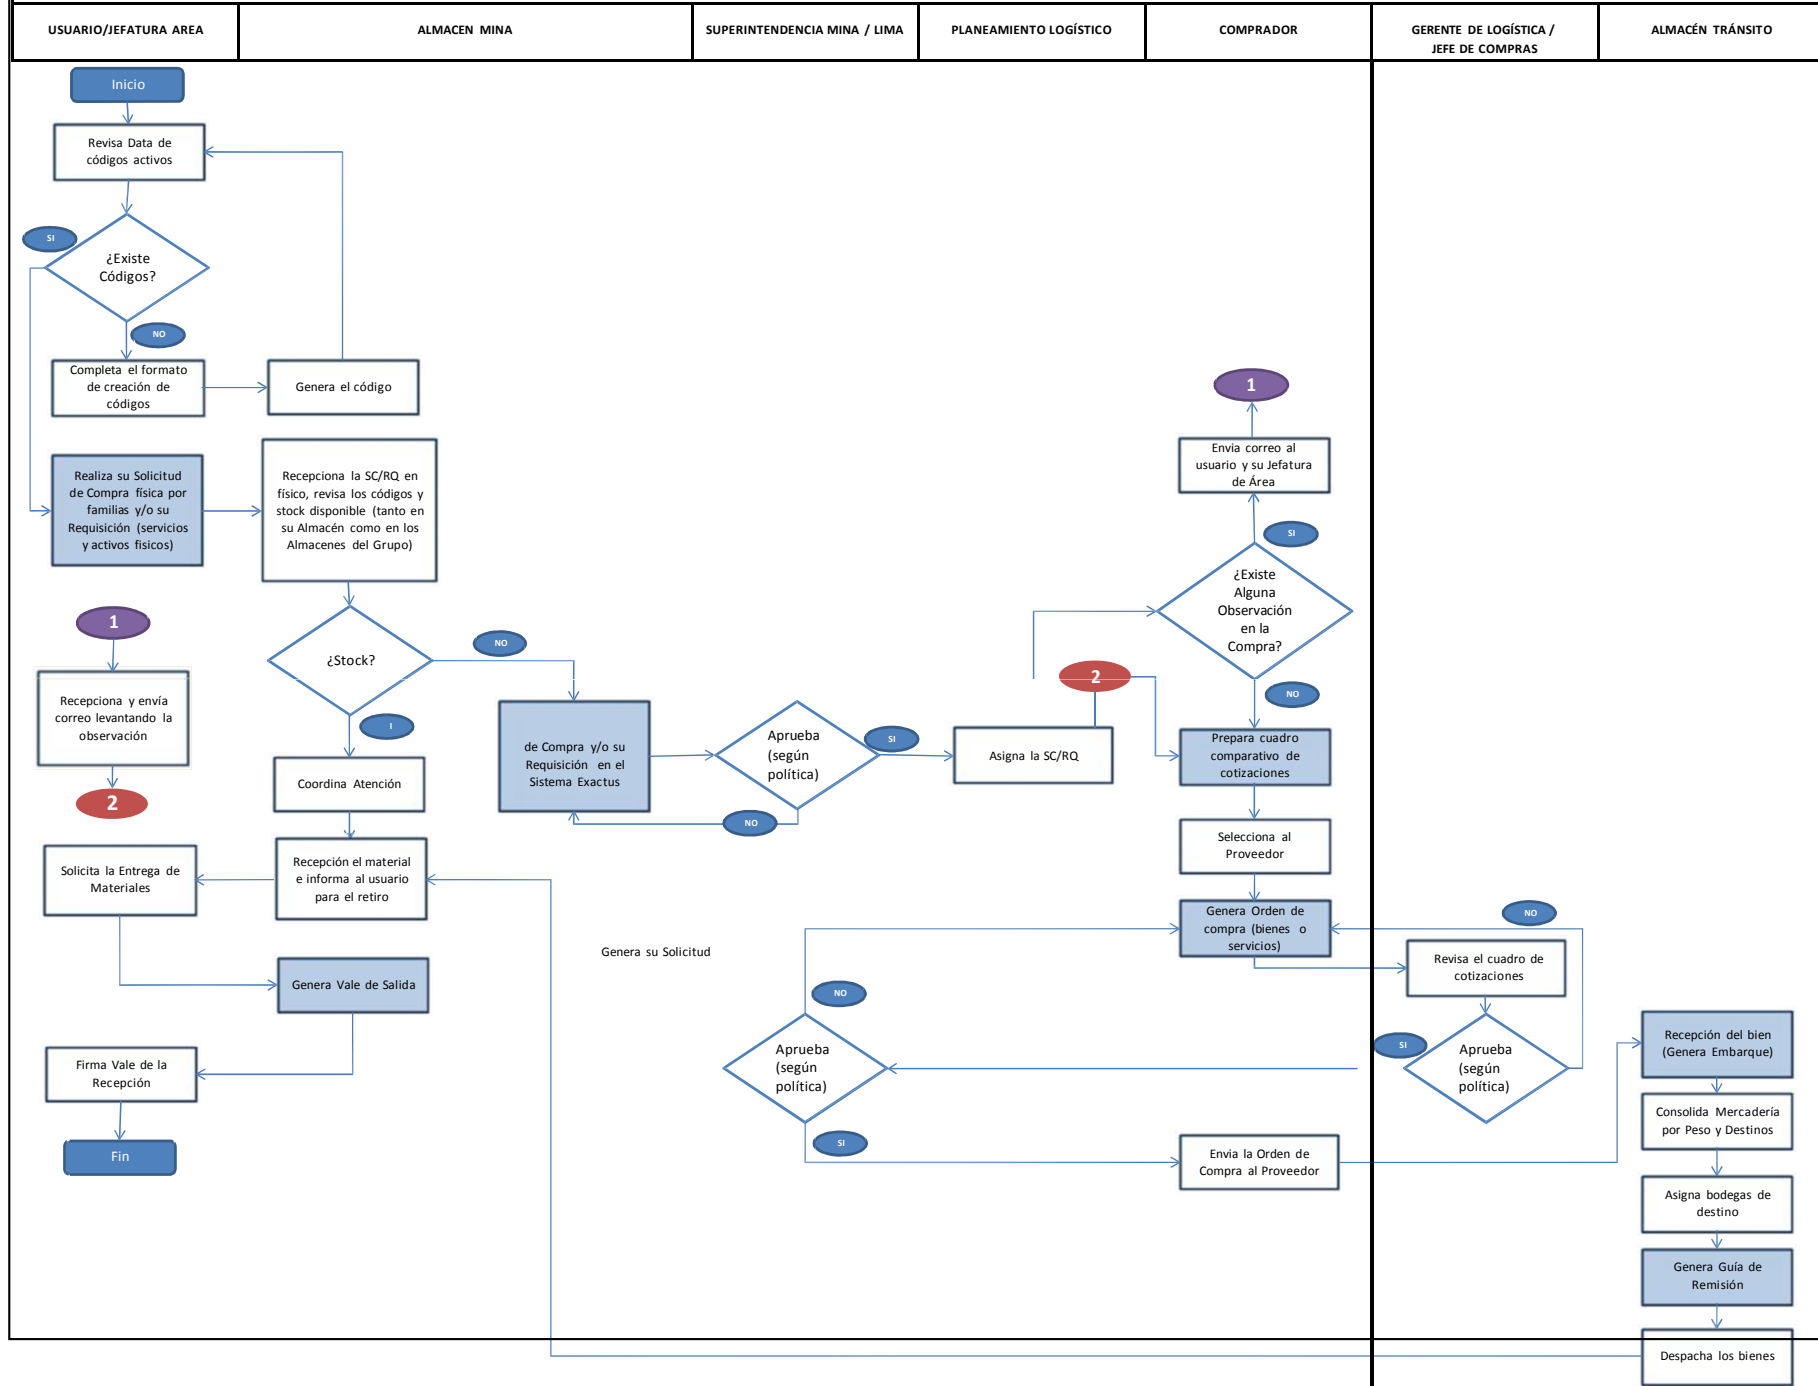 USUARIO/JEFATURA AREA
ALMACEN MINA
SUPERINTENDENCIA MINA / LIMA
PLANEAMIENTO LOGÍSTICO
COMPRADOR
GERENTE DE LOGÍSTICA /
JEFE DE COMPRAS
ALMACÉN TRÁNSITO
Inicio
Revisa Data de
códigos activos
SI
¿Existe
Códigos?
NO
Completa el formato
de creación de
códigos
Genera el código
Realiza su Solicitud
de Compra física por
familias y/o su
Requisición (servicios
y activos fisicos)
Recepciona la SC/RQ en
físico, revisa los códigos y
stock disponible (tanto en
su Almacén como en los
Almacenes del Grupo)
1
Recepciona y envía
correo levantando la
observación
2
¿Stock?
NO
I
Coordina Atención
Recepción el material
e informa al usuario
para el retiro
Solicita la Entrega de
Materiales
Genera Vale de Salida
Firma Vale de la
Recepción
Fin
de Compra y/o su
Requisición en el
Sistema Exactus
Genera su Solicitud
Aprueba
(según
política)
SI
NO
Asigna la SC/RQ
2
1
Envia correo al
usuario y su Jefatura
de Área
SI
¿Existe
Alguna
Observación
en la
Compra?
NO
Prepara cuadro
comparativo de
cotizaciones
Selecciona al
Proveedor
Genera Orden de
compra (bienes o
servicios)
NO
Revisa el cuadro de
cotizaciones
SI
Aprueba
(según
política)
NO
Aprueba
(según
política)
SI
Envia la Orden de
Compra al Proveedor
Recepción del bien
(Genera Embarque)
Consolida Mercadería
por Peso y Destinos
Asigna bodegas de
destino
Genera Guía de
Remisión
Despacha los bienes